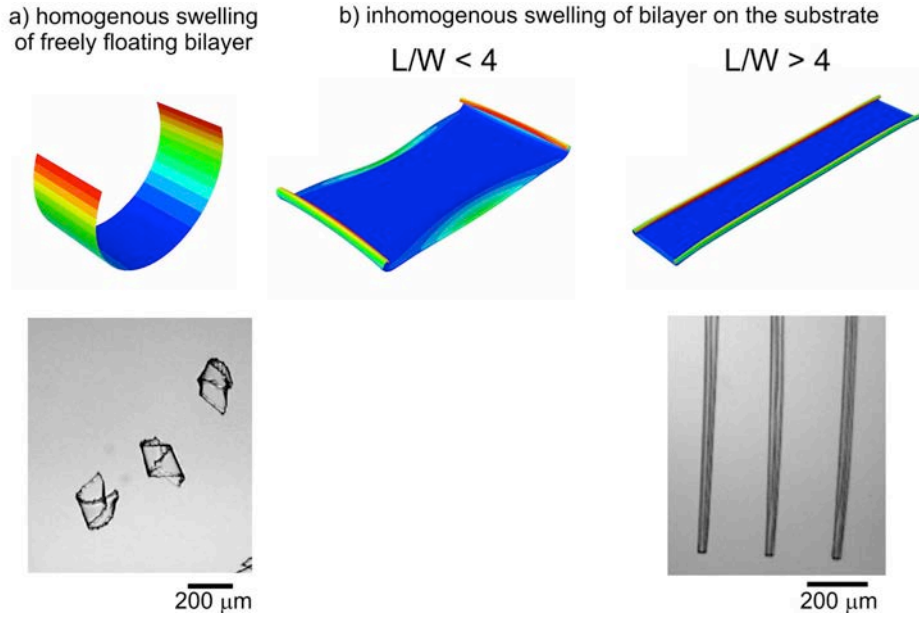 a) homogenous swelling
of freely floating bilayer
b) inhomogenous swelling of bilayer on the substrate
L/W < 4
L/W > 4
200 μm
200 μm